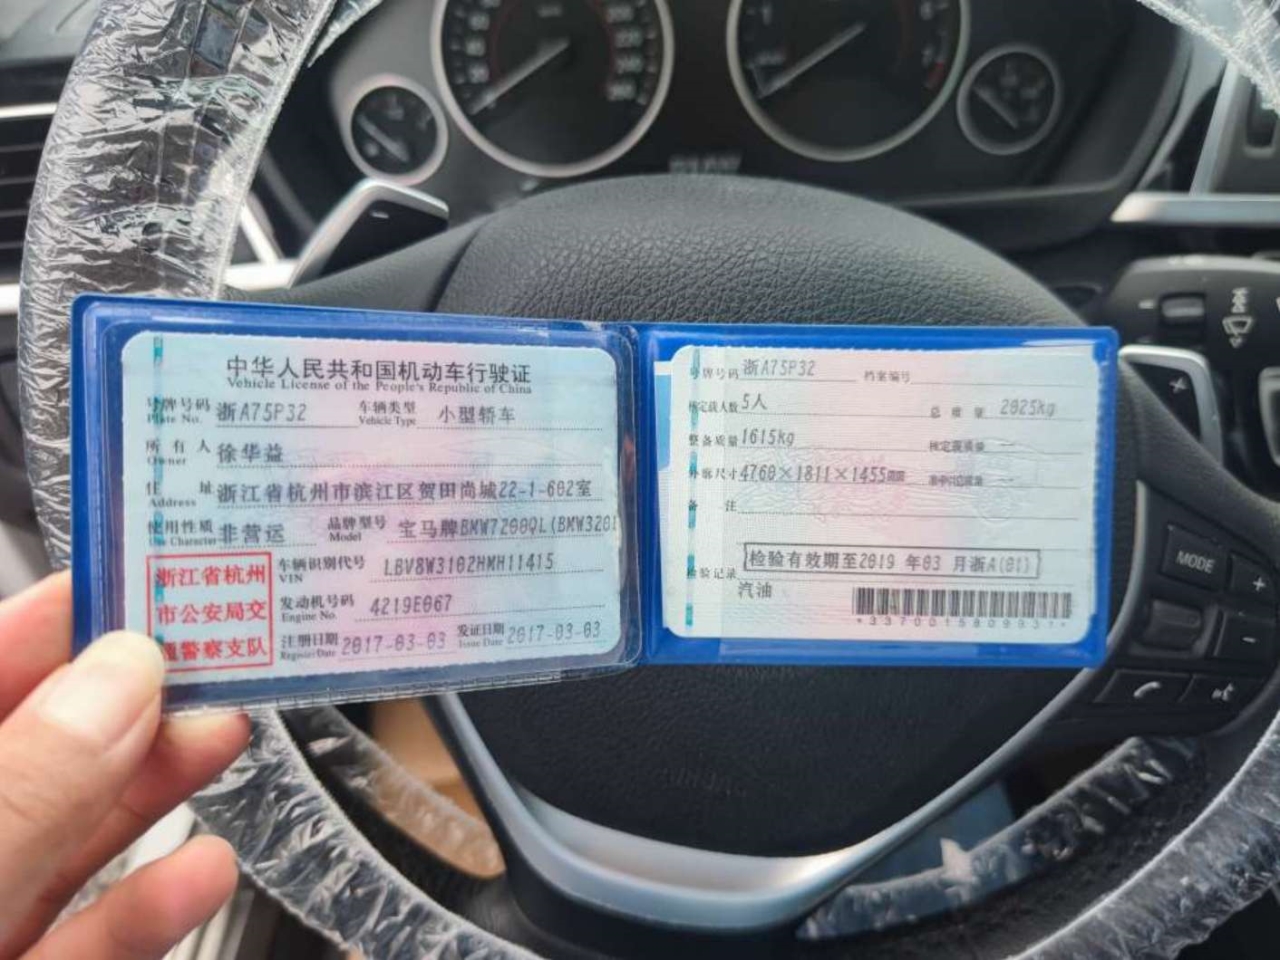 中华人民共和国机动车行驶证
Vehicle License of the People's Republic of China
号牌号码 浙A75P32 车辆类型 小型轿车
Plate No. Vehicle Type
所有人 徐华益
Owner
住址 浙江省杭州市滨江区贺田尚城22-1-602室
Address
使用性质 非营运 品牌型号 宝马牌BMW7200QL(BMW320
Use Character Model
浙江省杭州
市公安局交
通警察支队
车辆识别代号 LBV8W3102HMH11415
VIN
发动机号码 4219E067
Engine No.
注册日期 2017-03-03 发证日期 2017-03-03
Register Date Issue Date
号牌号码 浙A75P32 档案编号
核定载人数 5人 总质量 2025kg
整备质量 1615kg 核定载质量 --
外廓尺寸 4760×1811×1455mm 准牵引总质量 --
备注
检验记录 检验有效期至2019年03月浙A(01)
汽油
*3370015809931*
MODE
+
−